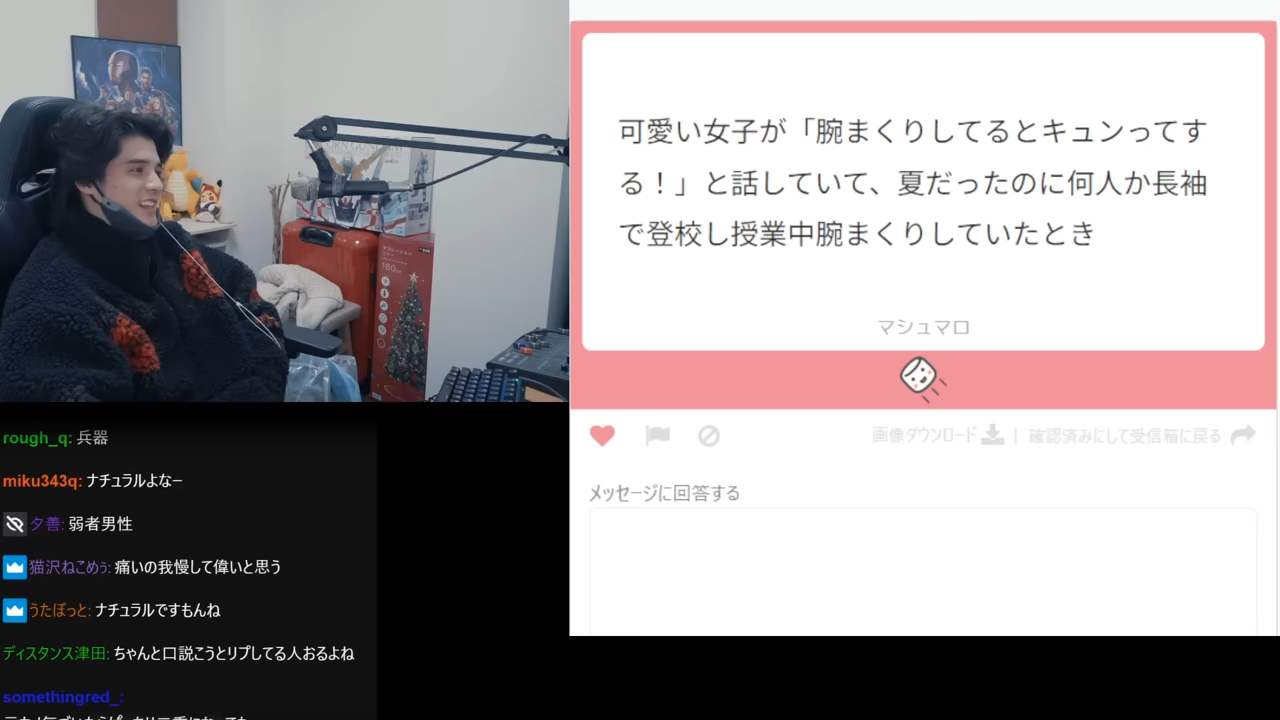 可愛い女子が「腕まくりしてるとキュンってす
る！」と話していて、夏だったのに何人か長袖
で登校し授業中腕まくりしていたとき
マシュマロ
画像ダウンロード | 確認済みにして受信箱に戻る
メッセージに回答する
180cm
rough_q: 兵器
miku343q: ナチュラルよなー
夕善: 弱者男性
猫沢ねこめぅ: 痛いの我慢して偉いと思う
うたぼっと: ナチュラルですもんね
ディスタンス津田: ちゃんと口説こうとリプしてる人おるよね
somethingred_: